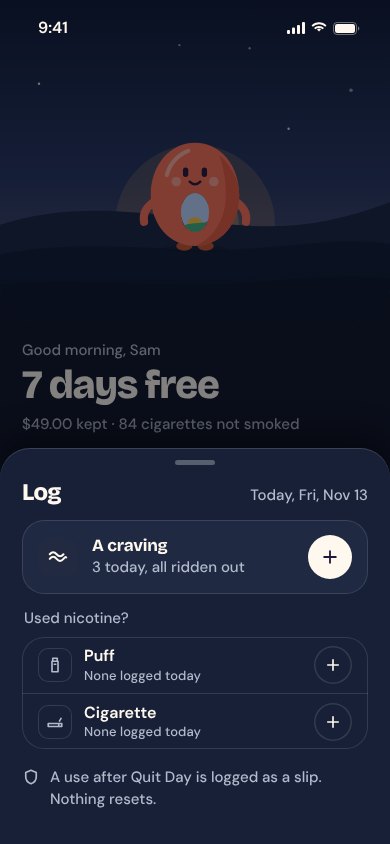 9:41
Good morning, Sam
7 days free
$49.00 kept · 84 cigarettes not smoked
Log
Today, Fri, Nov 13
A craving
3 today, all ridden out
Used nicotine?
Puff
None logged today
Cigarette
None logged today
A use after Quit Day is logged as a slip.
Nothing resets.